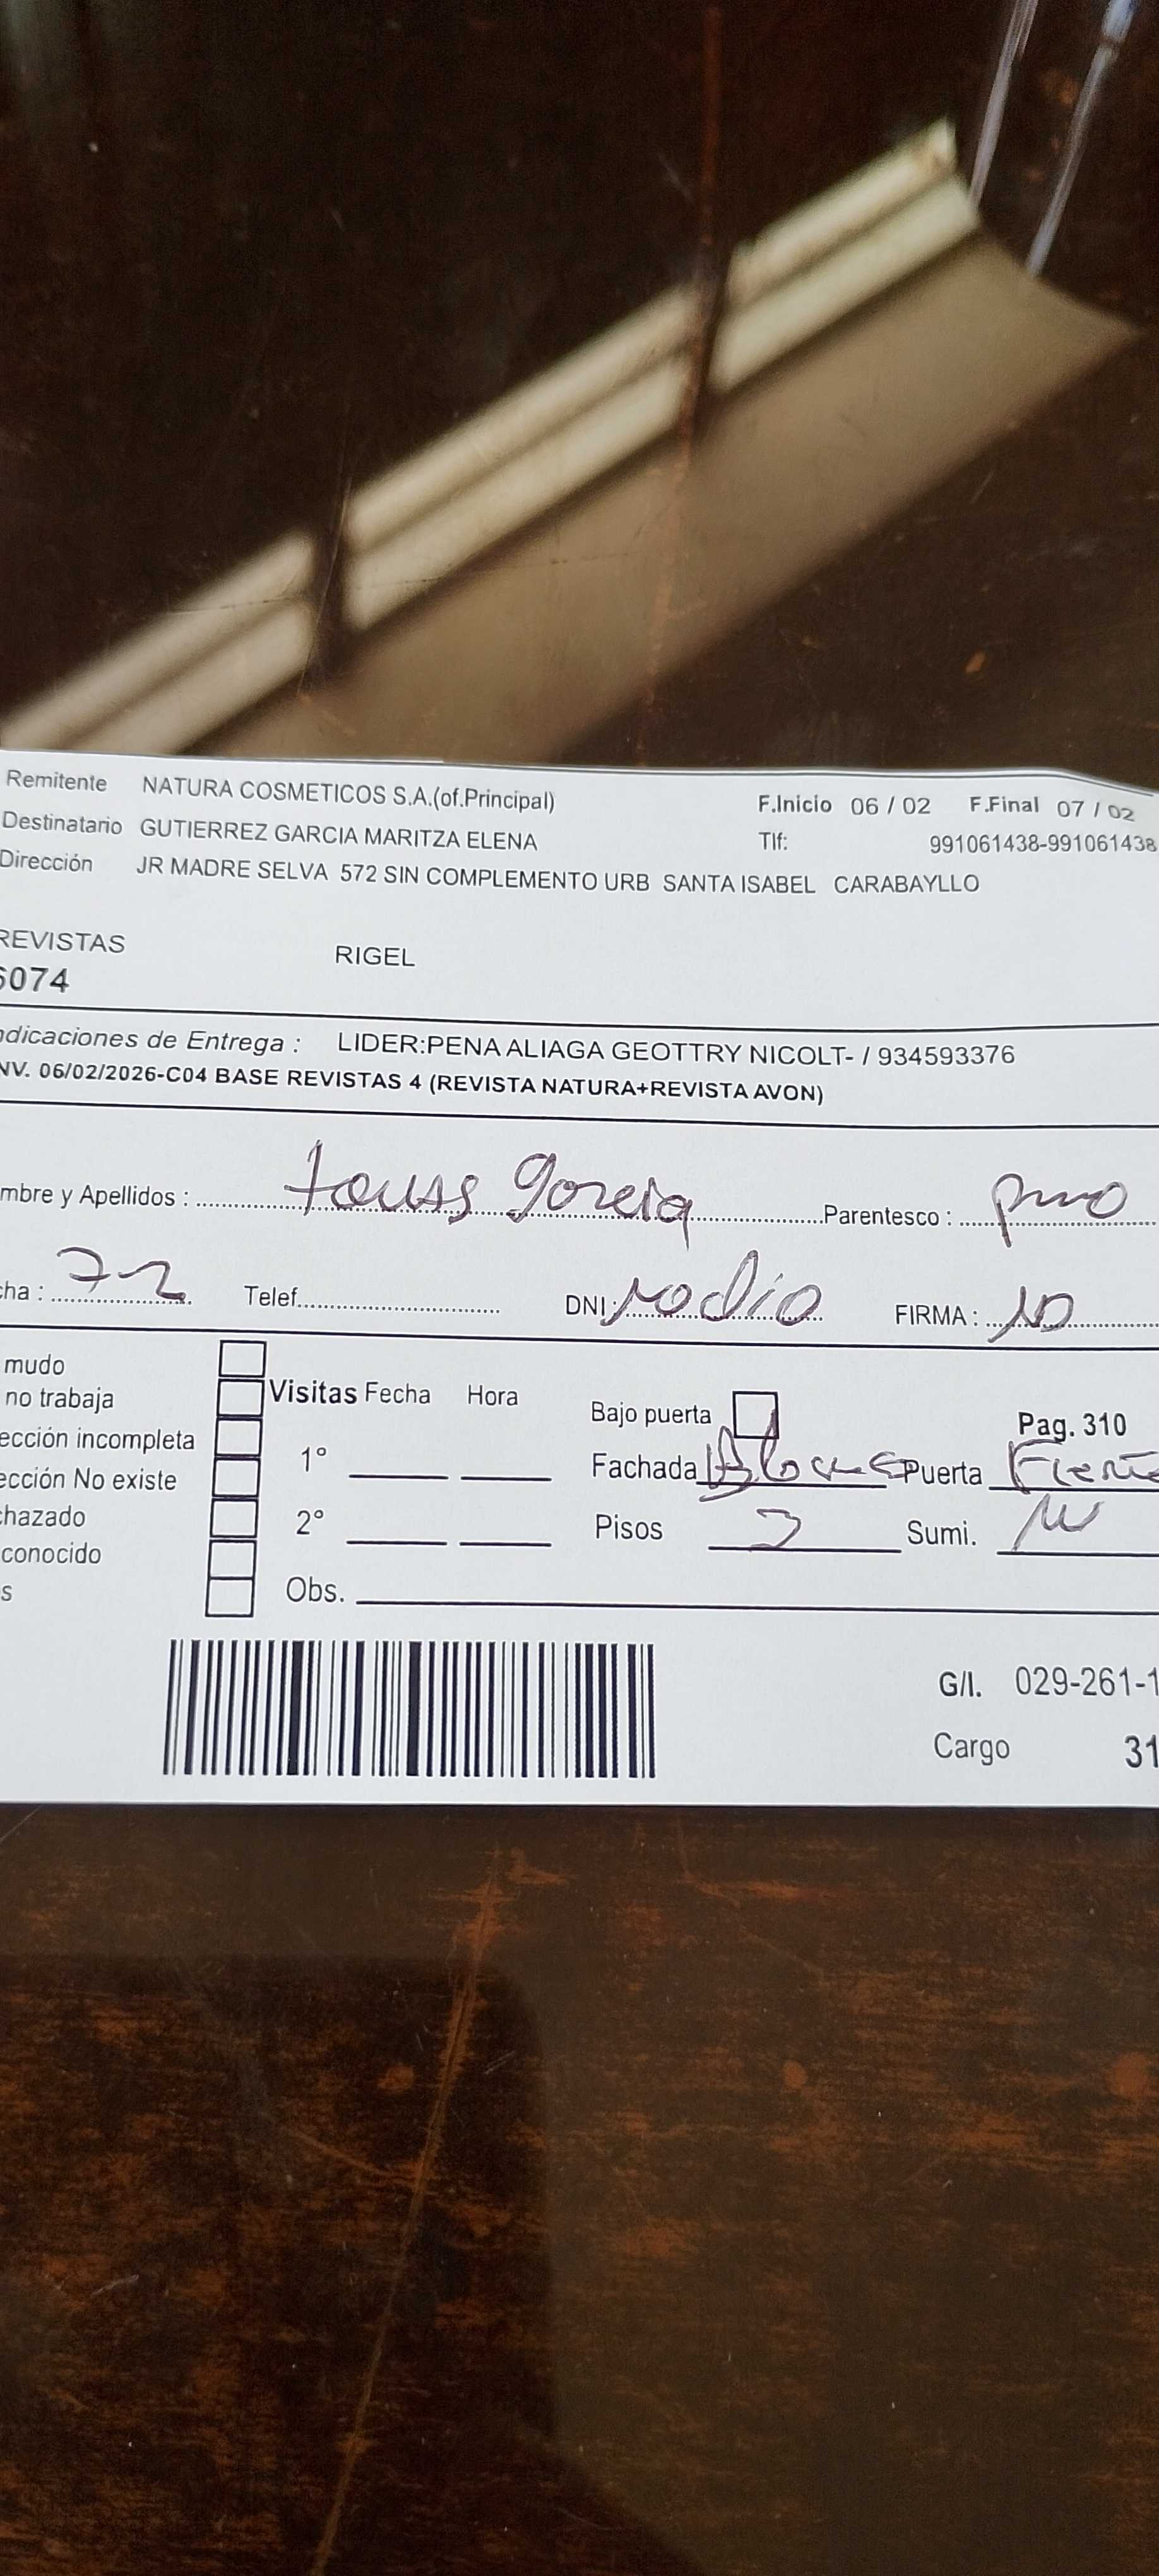 Remitente NATURA COSMETICOS S.A.(of.Principal) F.Inicio 06 / 02 F.Final 07 / 02
Destinatario GUTIERREZ GARCIA MARITZA ELENA Tlf: 991061438-991061438
Dirección JR MADRE SELVA 572 SIN COMPLEMENTO URB SANTA ISABEL CARABAYLLO
REVISTAS RIGEL
6074
ndicaciones de Entrega : LIDER:PENA ALIAGA GEOTTRY NICOLT- / 934593376
NV. 06/02/2026-C04 BASE REVISTAS 4 (REVISTA NATURA+REVISTA AVON)
mbre y Apellidos : Parentesco :
cha : 7-2 Telef. DNI: no dio FIRMA : NO
mudo
no trabaja Visitas Fecha Hora Bajo puerta Pag. 310
ección incompleta 1° Fachada Puerta
ección No existe
chazado 2° Pisos Sumi.
conocido
s Obs.
G/I. 029-261-1
Cargo 31